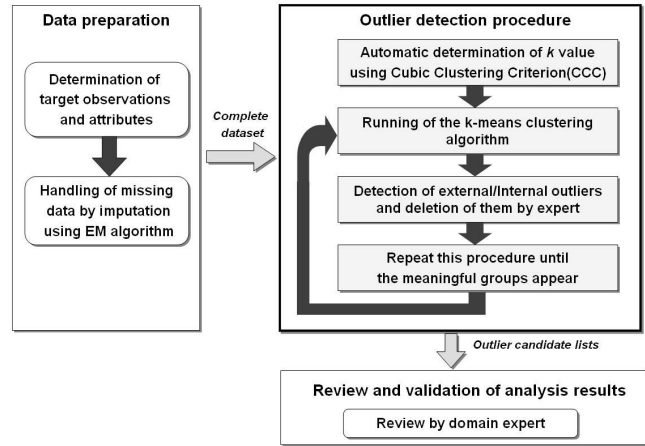 Data preparation
Determination of
target observations
and attributes
Handling of missing
data by imputation
using EM algorithm
Complete
dataset
Outlier detection procedure
Automatic determination of k value
using Cubic Clustering Criterion(CCC)
Running of the k-means clustering
algorithm
Detection of external/Internal outliers
and deletion of them by expert
Repeat this procedure until
the meaningful groups appear
Outlier candidate lists
Review and validation of analysis results
Review by domain expert